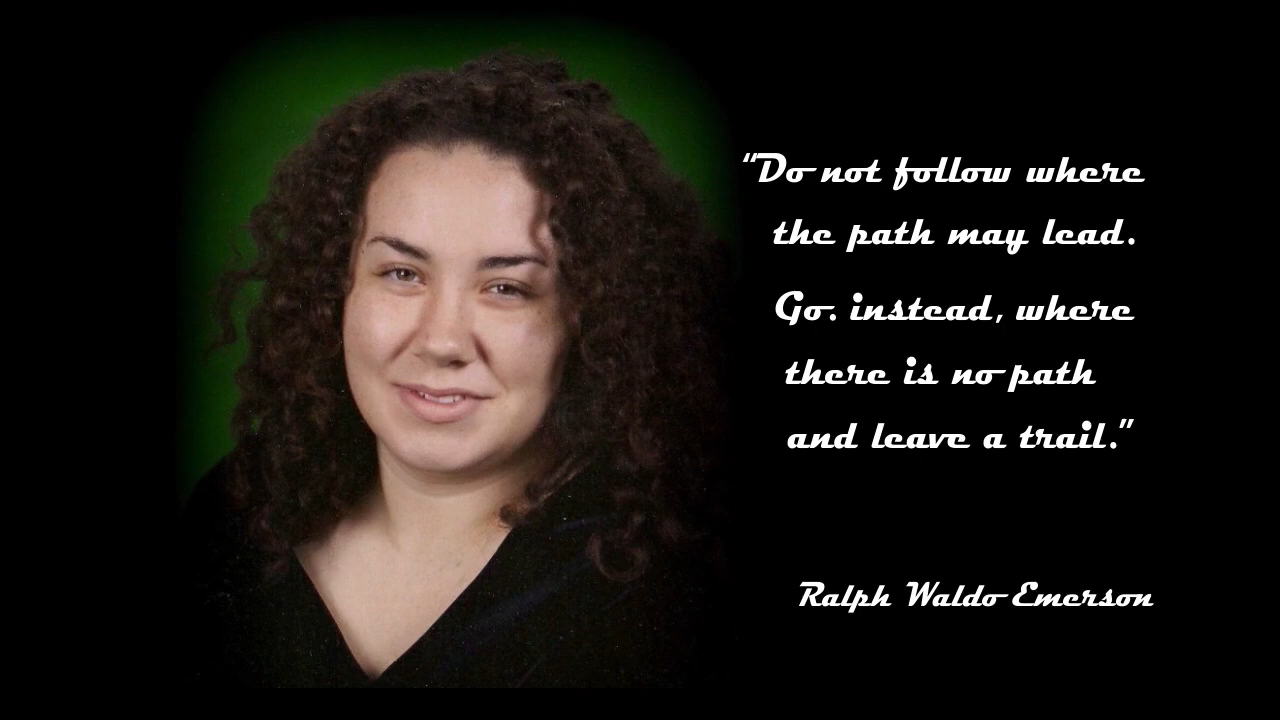 “Do not follow where
the path may lead.
Go. instead, where
there is no path
and leave a trail.”
Ralph Waldo Emerson